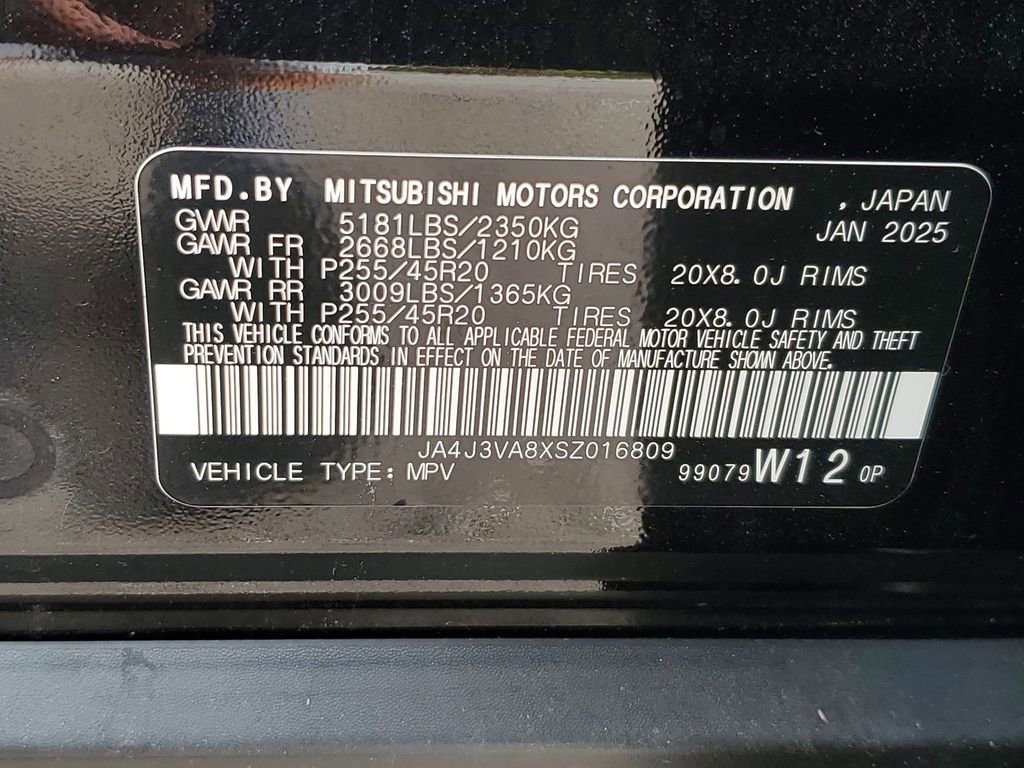 MFD.BY MITSUBISHI MOTORS CORPORATION , JAPAN
GVWR 5181LBS/2350KG JAN 2025
GAWR FR 2668LBS/1210KG
WITH P255/45R20 TIRES 20X8.0J RIMS
GAWR RR 3009LBS/1365KG
WITH P255/45R20 TIRES 20X8.0J RIMS
THIS VEHICLE CONFORMS TO ALL APPLICABLE FEDERAL MOTOR VEHICLE SAFETY AND THEFT
PREVENTION STANDARDS IN EFFECT ON THE DATE OF MANUFACTURE SHOWN ABOVE.
JA4J3VA8XSZ016809
VEHICLE TYPE: MPV 99079 W12 0P